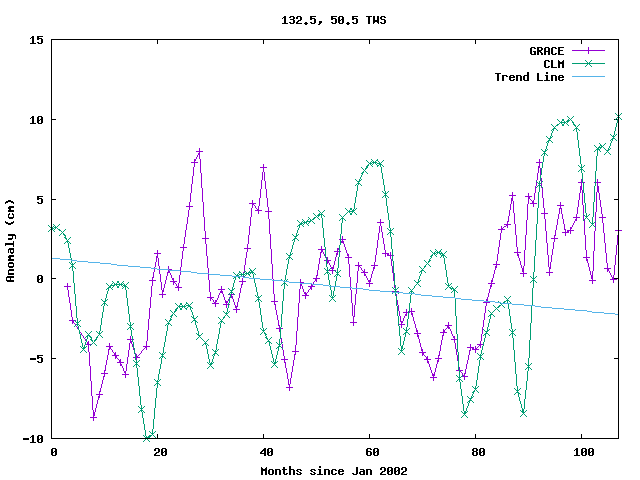 132.5, 50.5 TWS
GRACE
CLM
Trend Line
15
10
5
0
-5
-10
Anomaly (cm)
0 20 40 60 80 100
Months since Jan 2002